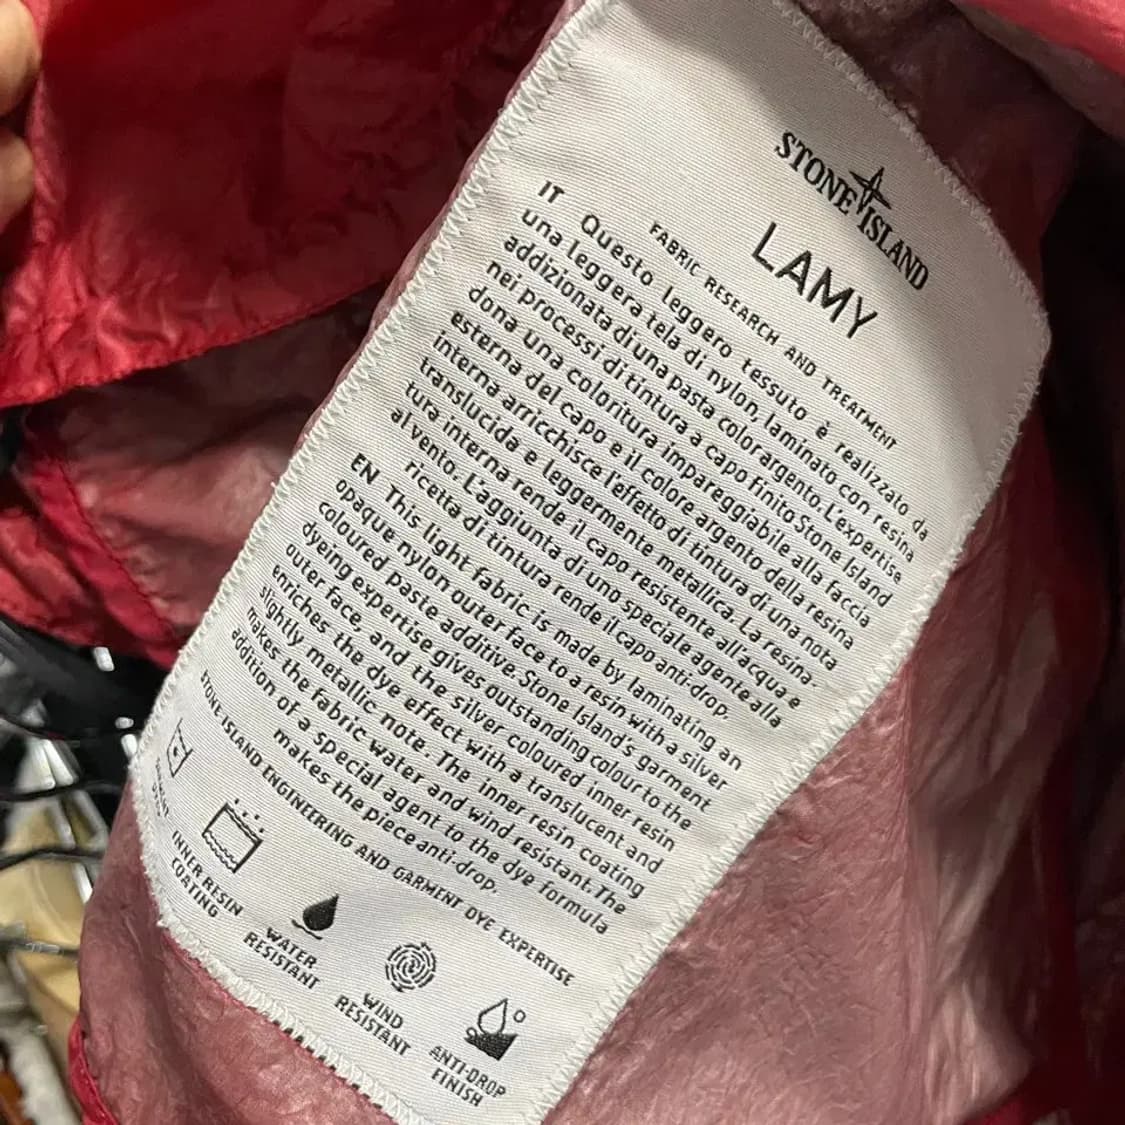 STONE ISLAND
LAMY
FABRIC RESEARCH AND TREATMENT
IT Questo leggero tessuto è realizzato da
una leggera tela di nylon, laminato con resina
addizionata di una pasta color argento. L'expertise
nei processi di tintura a capo finito Stone Island
dona una coloritura impareggiabile alla faccia
esterna del capo e il colore argento della resina
interna arricchisce l'effetto di tintura di una nota
translucida e leggermente metallica. La resina-
tura interna rende il capo resistente all'acqua e
al vento. L'aggiunta di uno speciale agente alla
ricetta di tintura rende il capo anti-drop.
EN This light fabric is made by laminating an
opaque nylon outer face to a resin with a silver
coloured paste-additive. Stone Island's garment
dyeing expertise gives outstanding colour to the
outer face, and the silver coloured inner resin
enriches the dye effect with a translucent and
slightly metallic note. The inner resin coating
makes the fabric water and wind resistant. The
addition of a special agent to the dye formula
makes the piece anti-drop.
STONE ISLAND ENGINEERING AND GARMENT DYE EXPERTISE
INNER RESIN
COATING
WATER
RESISTANT
WIND
RESISTANT
ANTI-DROP
FINISH